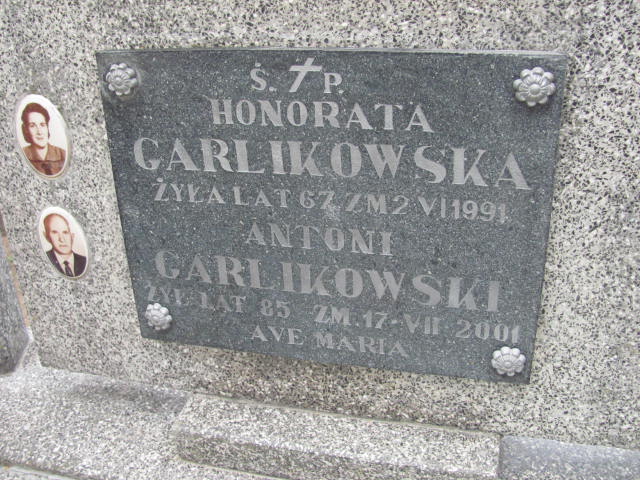 Ś. † P.
HONORATA
GARLIKOWSKA
ŻYŁA LAT 67 ZM 2 VI 1991
ANTONI
GARLIKOWSKI
ŻYŁ LAT 85 ZM. 17-VII 2001
AVE MARIA